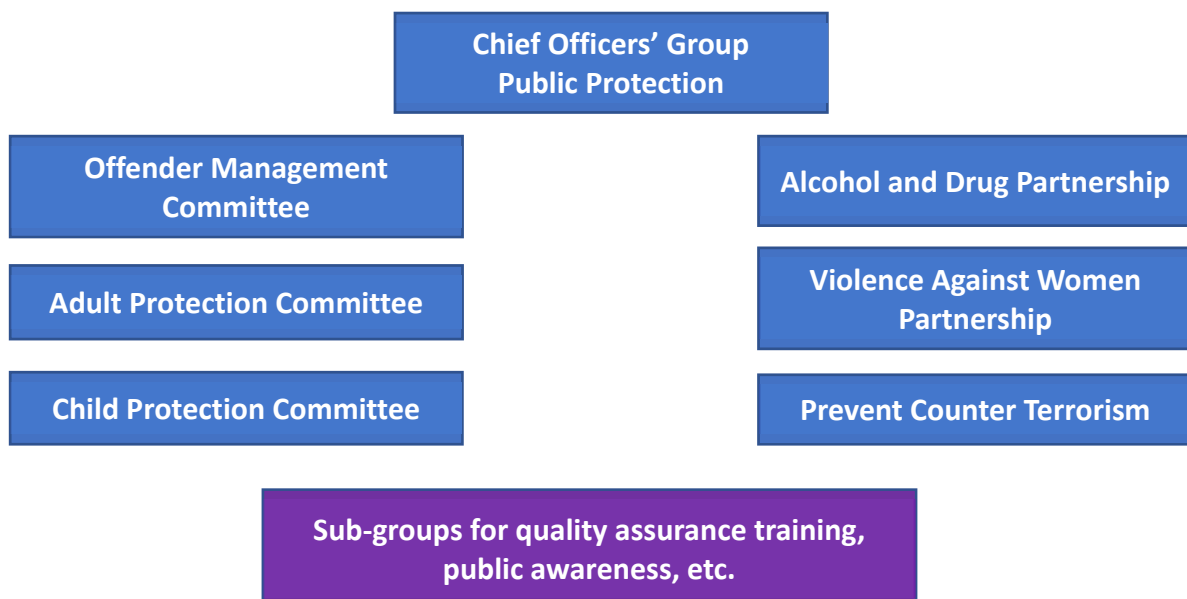 Chief Officers’ Group
Public Protection
Offender Management
Committee
Alcohol and Drug Partnership
Adult Protection Committee
Violence Against Women
Partnership
Child Protection Committee
Prevent Counter Terrorism
Sub-groups for quality assurance training,
public awareness, etc.